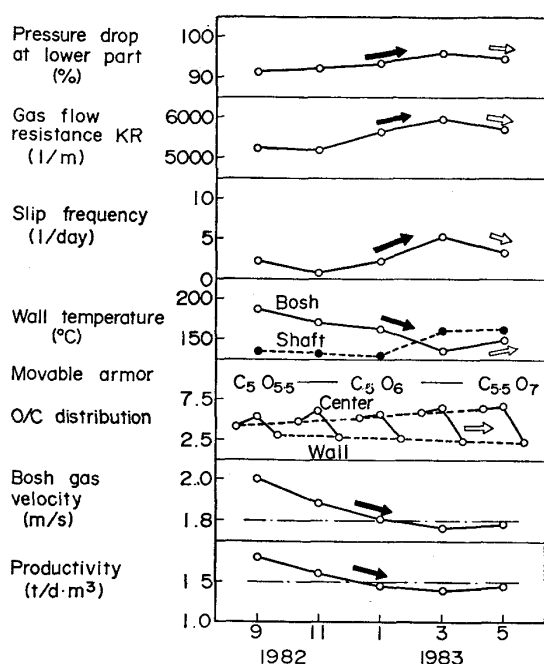 Pressure drop
at lower part
(%)
100
90
Gas flow
resistance KR
(1/m)
6000
5000
Slip frequency
(1/day)
10
5
0
Wall temperature
(°C)
200
150
Bosh
Shaft
Movable armor
C5 O5·5 — C5 O6 — C5·5 O7
O/C distribution
7.5
2.5
Center
Wall
Bosh gas
velocity
(m/s)
2.0
1.8
Productivity
(t/d·m³)
1.5
1.0
9 11 1 3 5
1982 1983